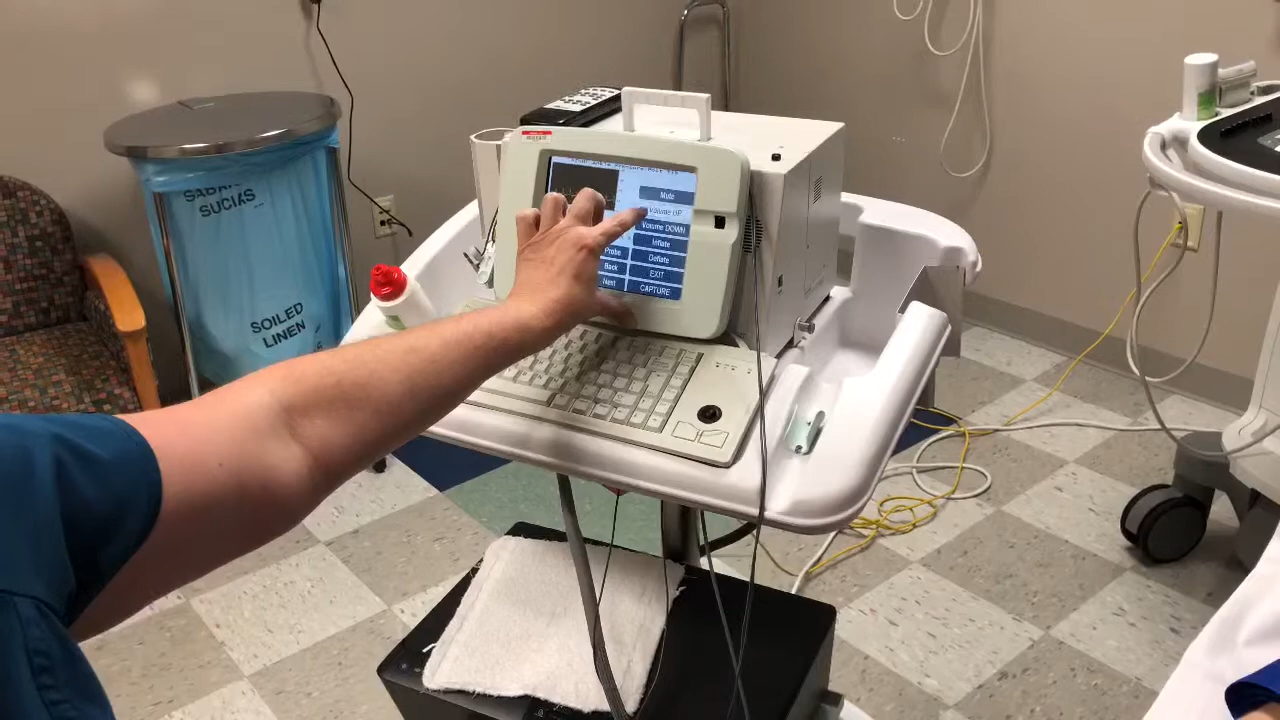 SABANAS
SUCIAS
SOILED
LINEN
Mute
Volume UP
Volume DOWN
Inflate
Probe
Deflate
Back
EXIT
Next
CAPTURE